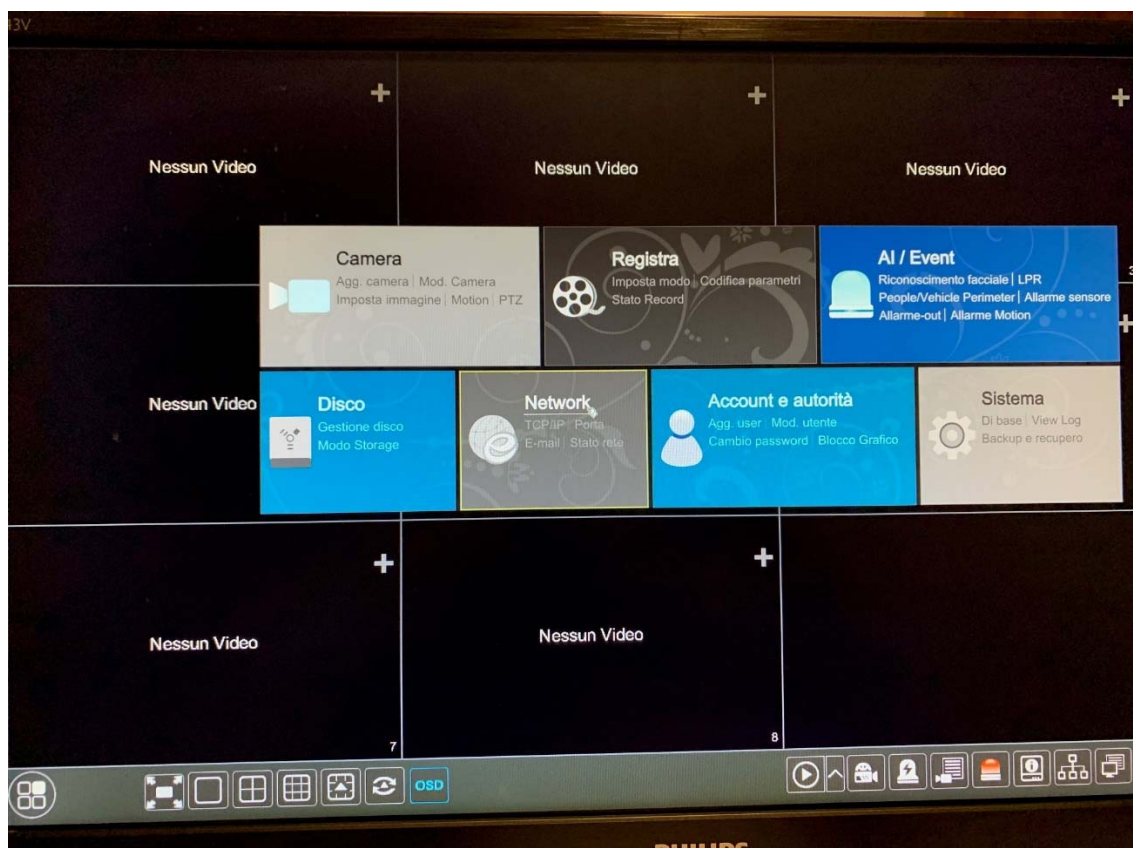 43V
Nessun Video
Nessun Video
Nessun Video
Camera
Agg. camera | Mod. Camera
Imposta immagine | Motion | PTZ
Registra
Imposta modo | Codifica parametri
Stato Record
AI / Event
Riconoscimento facciale | LPR
People/Vehicle Perimeter | Allarme sensore
Allarme-out | Allarme Motion
3
Nessun Video
Disco
Gestione disco
Modo Storage
Network
TCP/IP | Porta
E-mail | Stato rete
Account e autorità
Agg. user | Mod. utente
Cambio password | Blocco Grafico
Sistema
Di base | View Log
Backup e recupero
Nessun Video
Nessun Video
7
8
OSD
PHILIPS